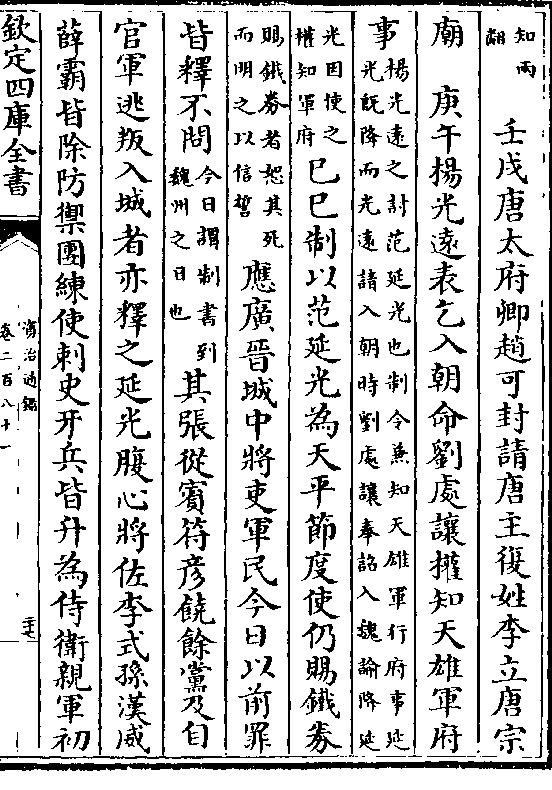 知兩
翻
壬戌唐太府卿趙可封請唐主復姓李立唐宗
廟　庚午楊光遠表乞入朝命劉處讓權知天雄軍府
事
楊光遠之討范延光也制令兼知天雄軍行府事延
光既降而光遠請入朝時劉處讓奉詔入魏諭降延
光因使之
權知軍府
已巳制以范延光為天平節度使仍賜鐵券
賜鐵券者恕其死
而明之以信誓
應廣晉城中將吏軍民今日以前罪
皆釋不問
今日謂制書到
魏州之日也
其張從賓符彥饒餘黨及自
官軍逃叛入城者亦釋之延光腹心將佐李式孫漢威
薛霸皆除防禦團練使刺史牙兵皆升為侍衛親軍初
欽定四庫全書
資治通鑑
卷二百八十一